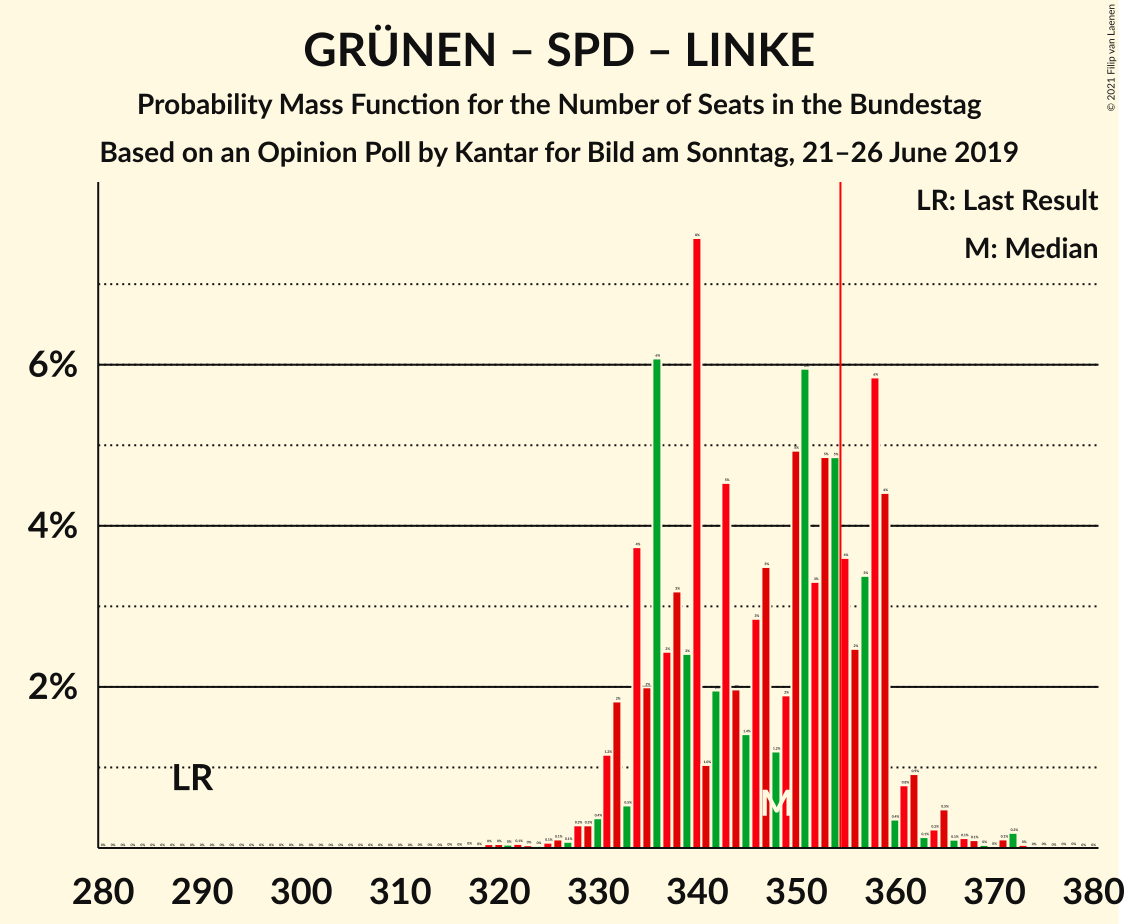 GRÜNEN – SPD – LINKE
Probability Mass Function for the Number of Seats in the Bundestag
Based on an Opinion Poll by Kantar for Bild am Sonntag, 21–26 June 2019
© 2021 Filip van Laenen
LR: Last Result
M: Median
6%
4%
2%
LR
M
280 290 300 310 320 330 340 350 360 370 380